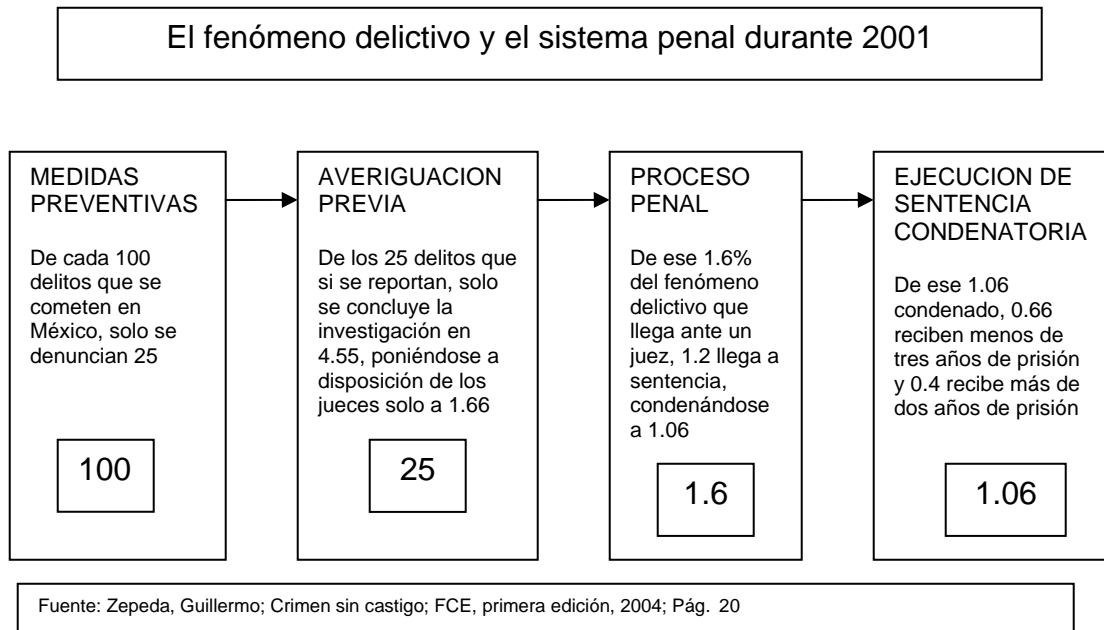 El fenómeno delictivo y el sistema penal durante 2001
MEDIDAS
PREVENTIVAS
De cada 100
delitos que se
cometen en
México, solo se
denuncian 25
100
AVERIGUACION
PREVIA
De los 25 delitos que
si se reportan, solo
se concluye la
investigación en
4.55, poniéndose a
disposición de los
jueces solo a 1.66
25
PROCESO
PENAL
De ese 1.6%
del fenómeno
delictivo que
llega ante un
juez, 1.2 llega a
sentencia,
condenándose
a 1.06
1.6
EJECUCION DE
SENTENCIA
CONDENATORIA
De ese 1.06
condenado, 0.66
reciben menos de
tres años de prisión
y 0.4 recibe más de
dos años de prisión
1.06
Fuente: Zepeda, Guillermo; Crimen sin castigo; FCE, primera edición, 2004; Pág. 20